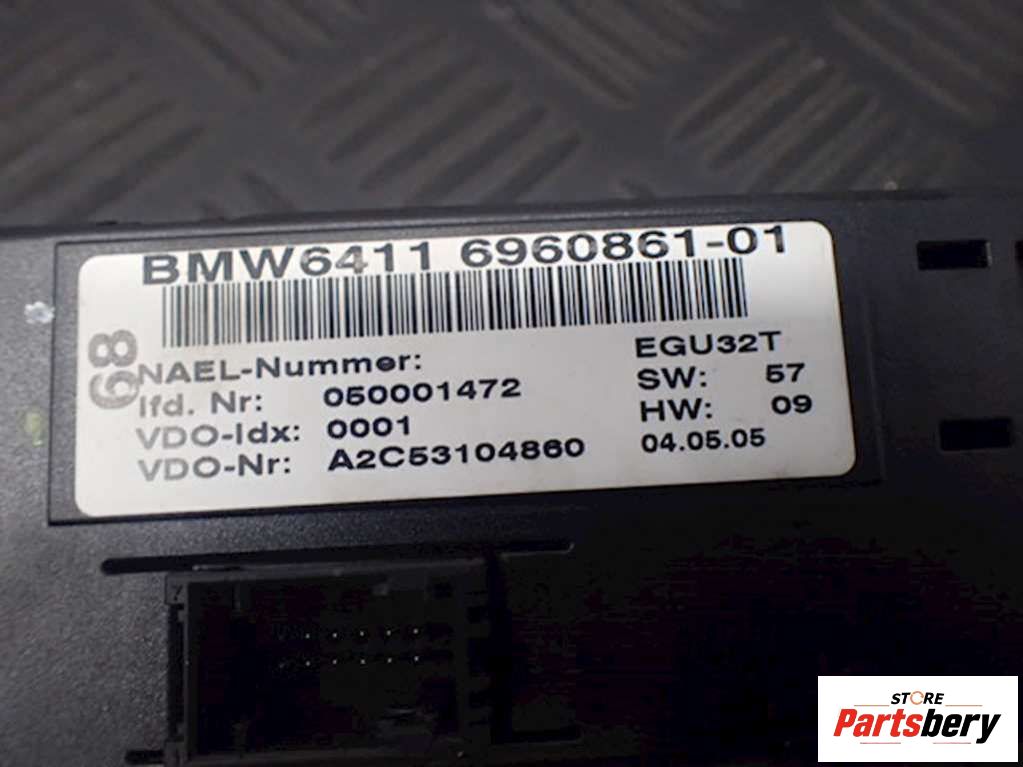 BMW6411 6960861-01
68
NAEL-Nummer:
EGU32T
lfd. Nr: 050001472
SW: 57
VDO-Idx: 0001
HW: 09
VDO-Nr: A2C53104860
04.05.05
STORE
Partsbery